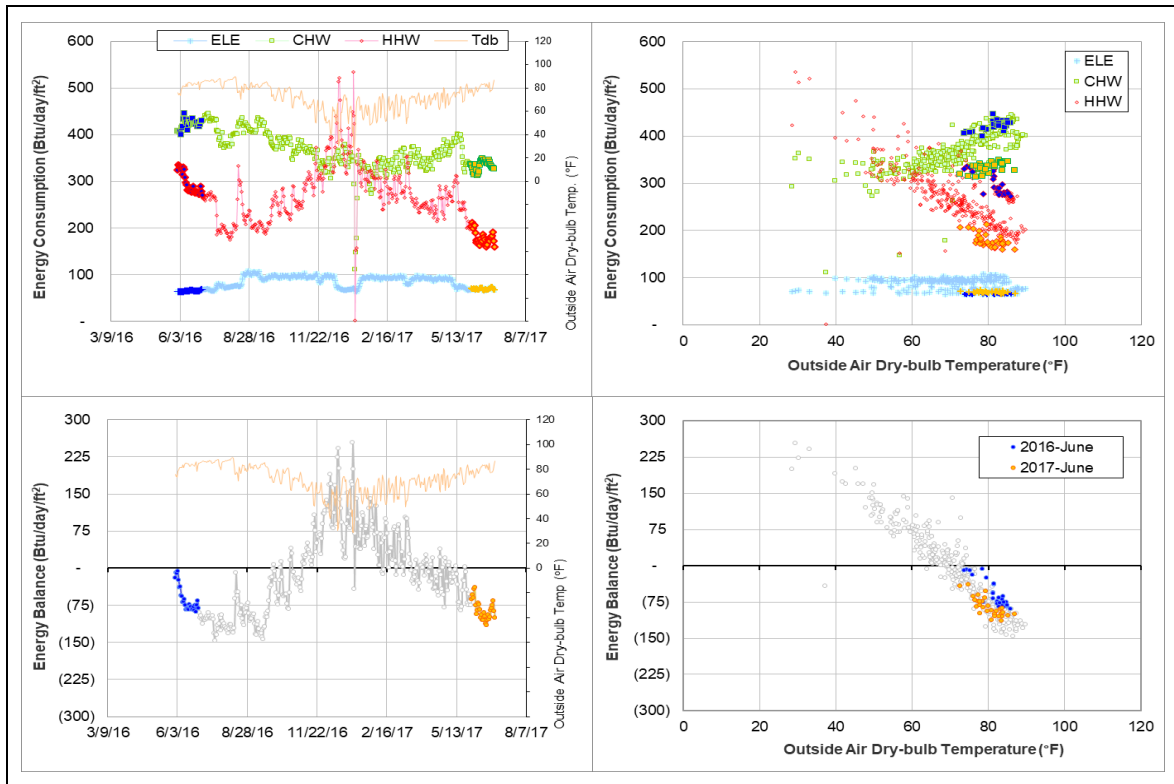 ELE CHW HHW Tdb
Energy Consumption (Btu/day/ft²)
600
500
400
300
200
100
-
120
100
80
60
40
20
0
Outside Air Dry-bulb Temp. (°F)
3/9/16 6/3/16 8/28/16 11/22/16 2/16/17 5/13/17 8/7/17
ELE
CHW
HHW
Energy Consumption (Btu/day/ft²)
600
500
400
300
200
100
-
0 20 40 60 80 100 120
Outside Air Dry-bulb Temperature (°F)
Energy Balance (Btu/day/ft²)
300
225
150
75
-
(75)
(150)
(225)
(300)
120
100
80
60
40
20
0
Outside Air Dry-bulb Temp (°F)
3/9/16 6/3/16 8/28/16 11/22/16 2/16/17 5/13/17 8/7/17
2016-June
2017-June
Energy Balance (Btu/day/ft²)
300
225
150
75
-
(75)
(150)
(225)
(300)
0 20 40 60 80 100 120
Outside Air Dry-bulb Temperature (°F)